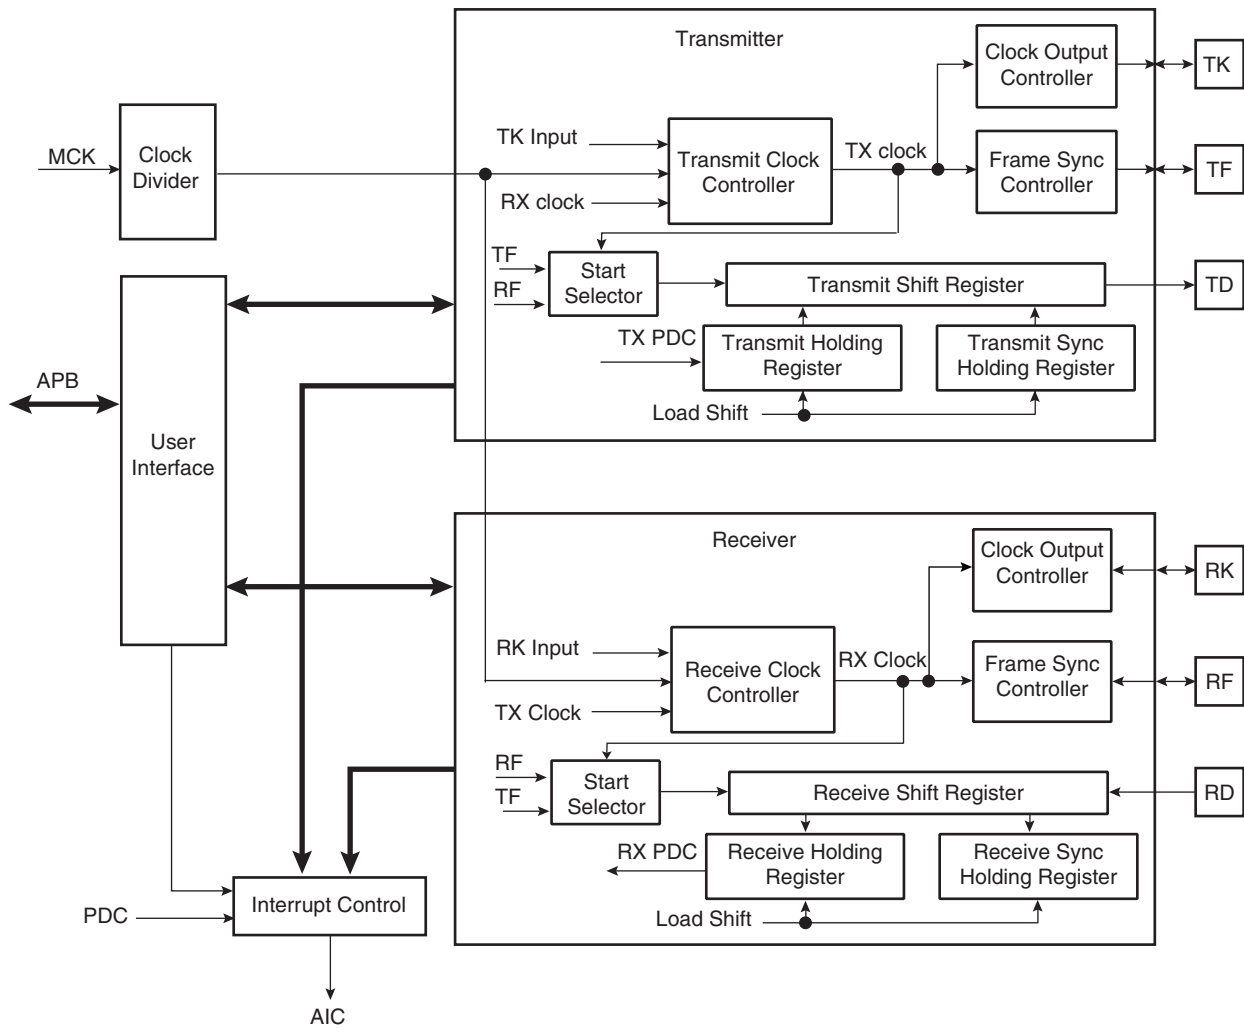 Transmitter
Clock Output
Controller
TK
MCK
Clock
Divider
TK Input
Transmit Clock
Controller
TX clock
Frame Sync
Controller
TF
RX clock
TF
RF
Start
Selector
Transmit Shift Register
TD
TX PDC
Transmit Holding
Register
Transmit Sync
Holding Register
Load Shift
APB
User
Interface
Receiver
Clock Output
Controller
RK
RK Input
Receive Clock
Controller
RX Clock
Frame Sync
Controller
RF
TX Clock
RF
TF
Start
Selector
Receive Shift Register
RD
RX PDC
Receive Holding
Register
Receive Sync
Holding Register
Load Shift
PDC
Interrupt Control
AIC